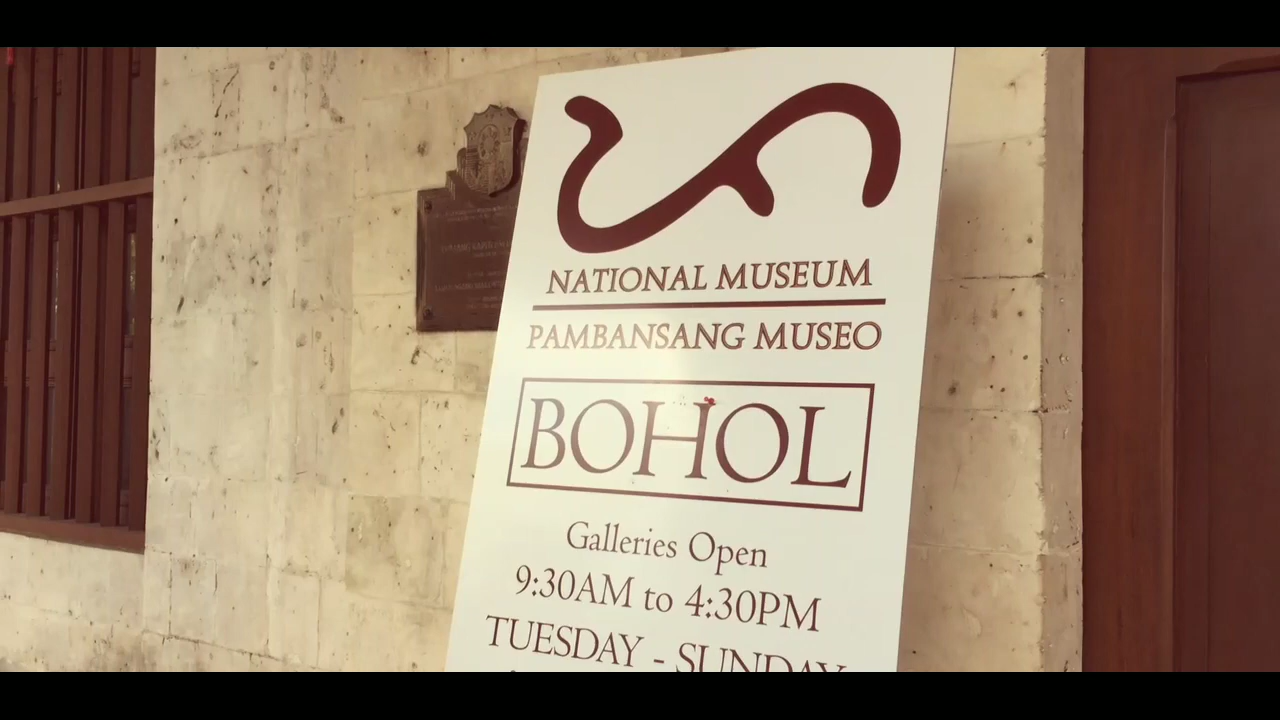 NATIONAL MUSEUM
PAMBANSANG MUSEO
BOHOL
Galleries Open
9:30AM to 4:30PM
TUESDAY - SUNDAY